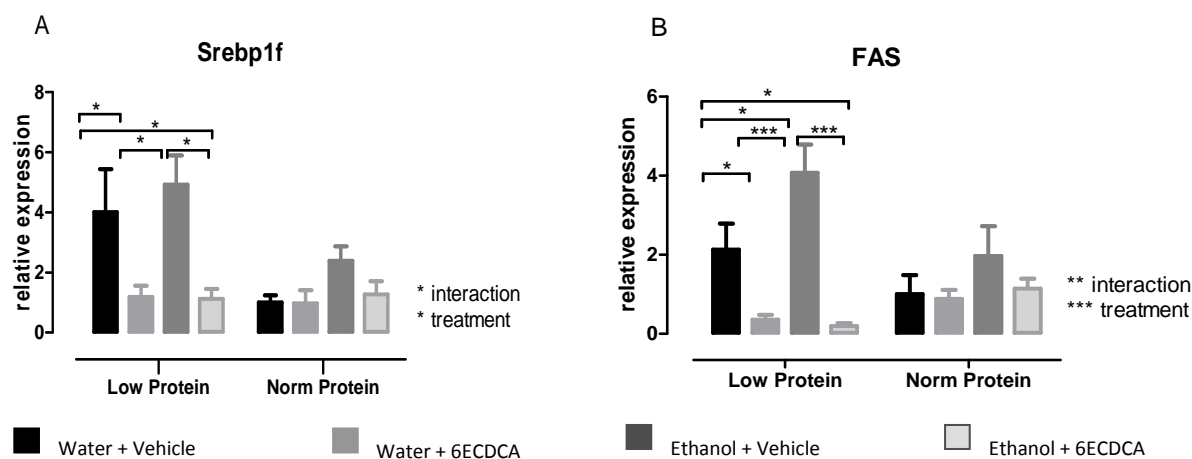 A
Srebp1f
8
6
4
2
0
relative expression
*
*
*
*
* interaction
* treatment
Low Protein
Norm Protein
B
FAS
6
4
2
0
relative expression
*
*
***
***
*
** interaction
*** treatment
Low Protein
Norm Protein
Water + Vehicle
Water + 6ECDCA
Ethanol + Vehicle
Ethanol + 6ECDCA